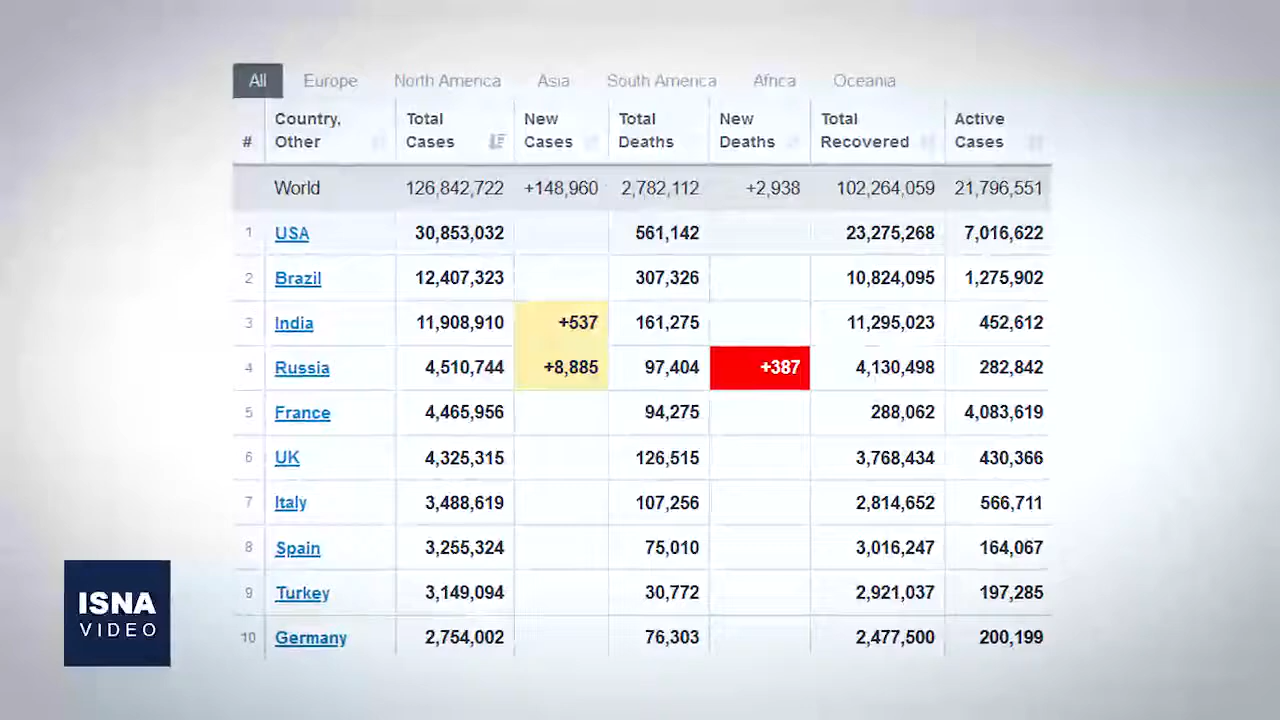 All Europe North America Asia South America Africa Oceania
# Country, Other Total Cases New Cases Total Deaths New Deaths Total Recovered Active Cases
World 126,842,722 +148,960 2,782,112 +2,938 102,264,059 21,796,551
1 USA 30,853,032 561,142 23,275,268 7,016,622
2 Brazil 12,407,323 307,326 10,824,095 1,275,902
3 India 11,908,910 +537 161,275 11,295,023 452,612
4 Russia 4,510,744 +8,885 97,404 +387 4,130,498 282,842
5 France 4,465,956 94,275 288,062 4,083,619
6 UK 4,325,315 126,515 3,768,434 430,366
7 Italy 3,488,619 107,256 2,814,652 566,711
8 Spain 3,255,324 75,010 3,016,247 164,067
9 Turkey 3,149,094 30,772 2,921,037 197,285
10 Germany 2,754,002 76,303 2,477,500 200,199
ISNA
VIDEO